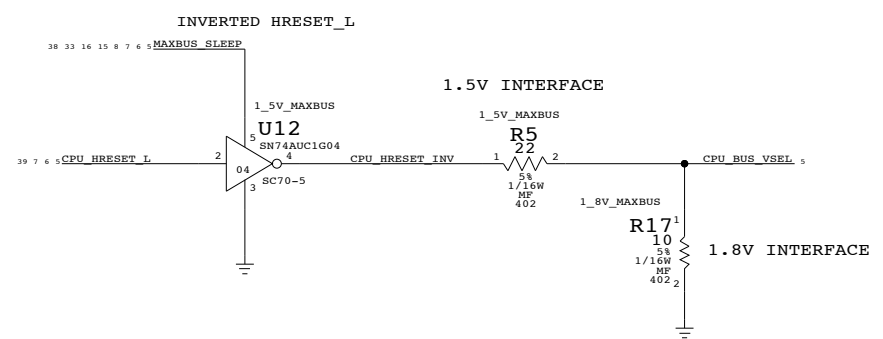 INVERTED HRESET_L
38 33 16 15 8 7 6 5 MAXBUS_SLEEP
1.5V INTERFACE
1_5V_MAXBUS
1_5V_MAXBUS
U12
5
SN74AUC1G04
R5
22
2
4
39 7 6 5 CPU_HRESET_L
CPU_HRESET_INV
1
2
CPU_BUS_VSEL 5
04
SC70-5
3
5%
1/16W
MF
402
1_8V_MAXBUS
R17
1
10
5%
1/16W
MF
402
2
1.8V INTERFACE